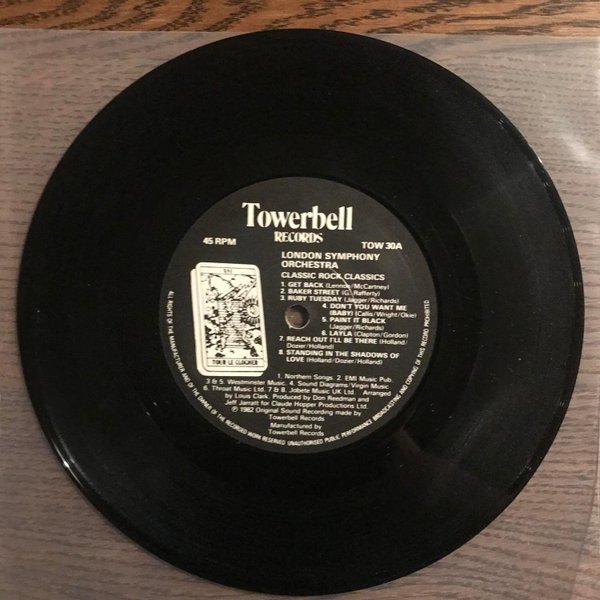 Towerbell
RECORDS
45 RPM
TOW 30A
LONDON SYMPHONY
ORCHESTRA
CLASSIC ROCK CLASSICS
1. GET BACK (Lennon/McCartney)
2. BAKER STREET (G. Rafferty)
3. RUBY TUESDAY (Jagger/Richards)
4. DON'T YOU WANT ME
(BABY) (Callis/Wright/Okie)
5. PAINT IT BLACK
(Jagger/Richards)
6. LAYLA (Clapton/Gordon)
7. REACH OUT I'LL BE THERE (Holland/
Dozier/Holland)
8. STANDING IN THE SHADOWS OF
LOVE (Holland/Dozier/Holland)
1. Northern Songs. 2. EMI Music Pub.
3 & 5. Westminster Music. 4. Sound Diagrams/Virgin Music
6. Throat Music Ltd. 7 & 8. Jobete Music UK Ltd. Arranged
by Louis Clark. Produced by Don Reedman and
Jeff Jarratt for Claude Hopper Productions Ltd.
℗ 1982 Original Sound Recording made by
Towerbell Records
Manufactured by
Towerbell Records
XVI
TOUR LE CLOCHER
ALL RIGHTS OF THE MANUFACTURER AND OF THE OWNER OF THE RECORDED WORK RESERVED UNAUTHORISED PUBLIC PERFORMANCE BROADCASTING AND COPYING OF THIS RECORD PROHIBITED